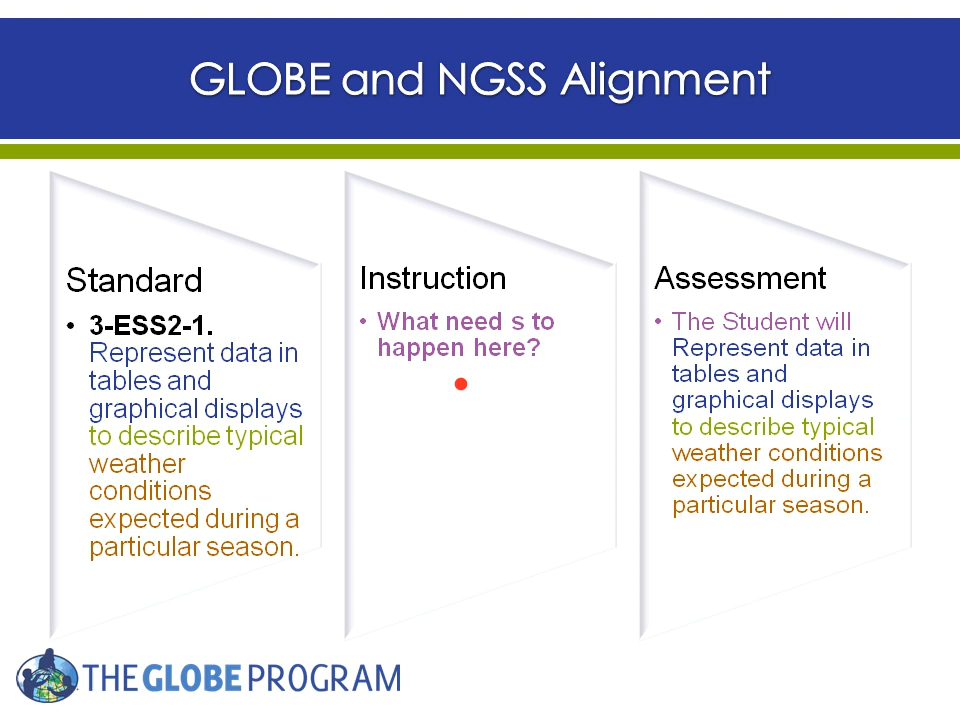 GLOBE and NGSS Alignment
Standard
• 3-ESS2-1.
Represent data in
tables and
graphical displays
to describe typical
weather
conditions
expected during a
particular season.
Instruction
• What need s to
happen here?
Assessment
• The Student will
Represent data in
tables and
graphical displays
to describe typical
weather conditions
expected during a
particular season.
THE GLOBE PROGRAM